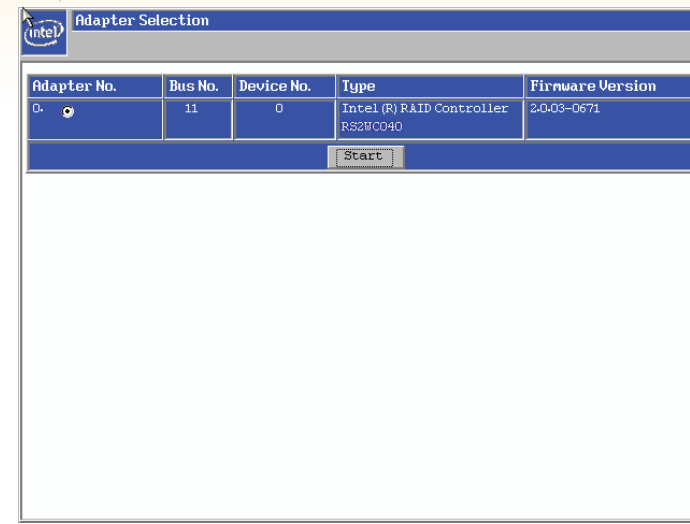 intel
Adapter Selection
Adapter No. Bus No. Device No. Type Firmware Version
0. 11 0 Intel(R) RAID Controller 2.0.03-0671
RS2WC040
Start